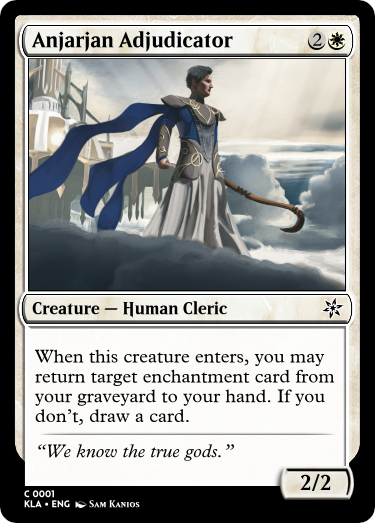 Anjarjan Adjudicator 2
Creature — Human Cleric
When this creature enters, you may
return target enchantment card from
your graveyard to your hand. If you
don't, draw a card.
“We know the true gods.”
2/2
C 0001
KLA • ENG Sam Kanios